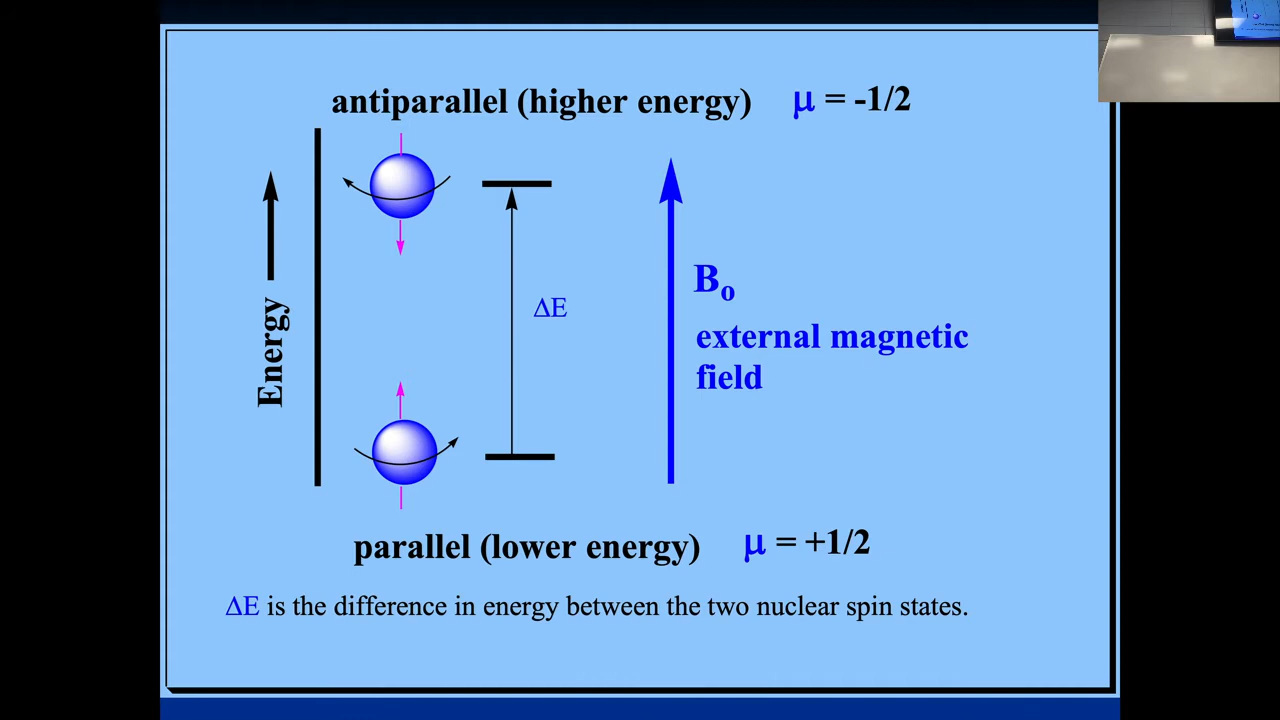 antiparallel (higher energy) μ = -1/2
Energy
ΔE
B₀
external magnetic
field
parallel (lower energy) μ = +1/2
ΔE is the difference in energy between the two nuclear spin states.